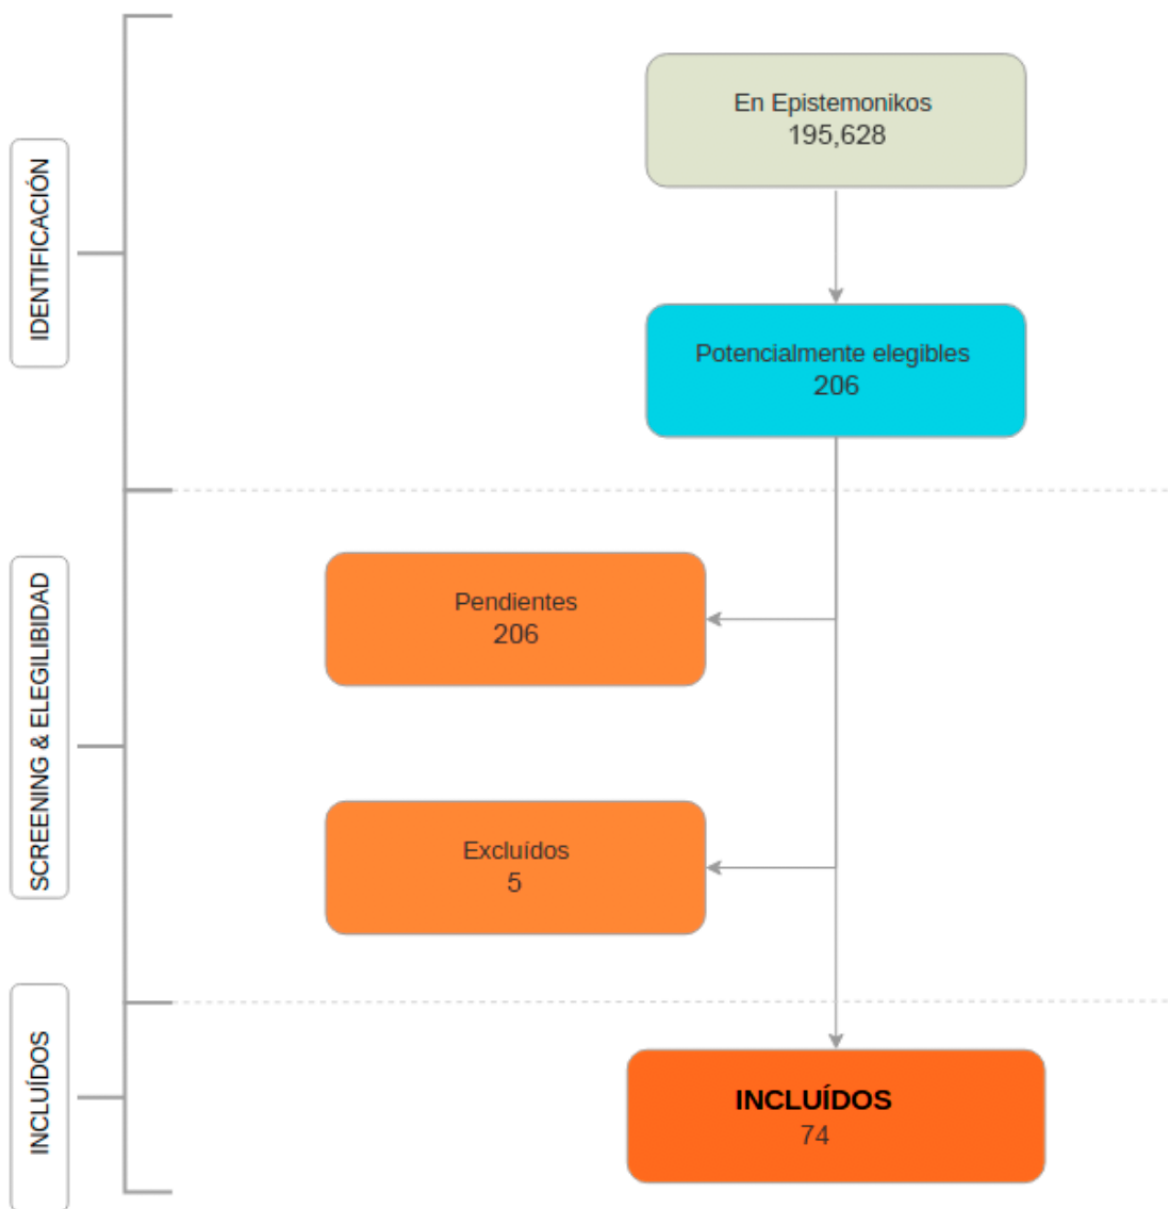 IDENTIFICACIÓN
En Epistemonikos
195,628
Potencialmente elegibles
206
SCREENING & ELEGILIBIDAD
Pendientes
206
Excluídos
5
INCLUÍDOS
INCLUÍDOS
74